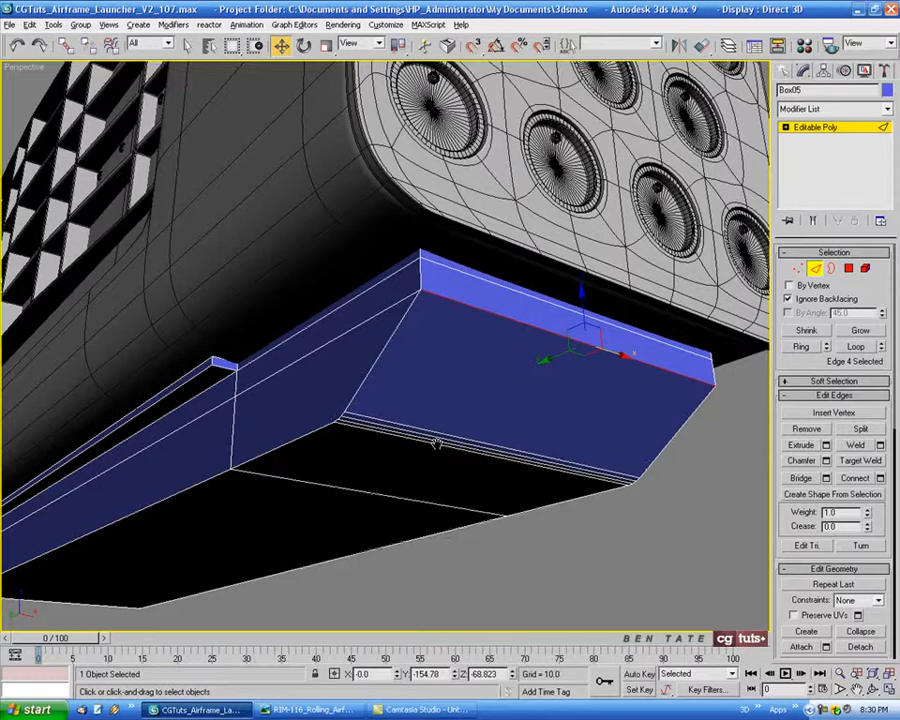 CGTuts_Airframe_Launcher_V2_107.max - Project Folder: C:\Documents and Settings\HP_Administrator\My Documents\3dsmax - Autodesk 3ds Max 9 - Display : Direct 3D
File Edit Tools Group Views Create Modifiers reactor Animation Graph Editors Rendering Customize MAXScript Help
All View View
Perspective
Box05
Modifier List
Editable Poly
Selection
By Vertex
Ignore Backfacing
By Angle: 45.0
Shrink Grow
Ring Loop
Edge 4 Selected
Soft Selection
Edit Edges
Insert Vertex
Remove Split
Extrude Weld
Chamfer Target Weld
Bridge Connect
Create Shape From Selection
Weight: 1.0
Crease: 0.0
Edit Tri. Turn
Edit Geometry
Repeat Last
Constraints: None
Preserve UVs
Create Collapse
Attach Detach
BEN TATE cg tuts+
0 / 100
0 5 10 15 20 25 30 35 40 45 50 55 60 65 70 75 80 85 90 95 100
1 Object Selected X: -0.0 Y: -154.78 Z: -68.823 Grid = 10.0 Auto Key Selected
Click or click-and-drag to select objects Add Time Tag Set Key Key Filters... 0
start CGTuts_Airframe_La... RIM-116_Rolling_Airf... Camtasia Studio - Unt... Apps 8:30 PM